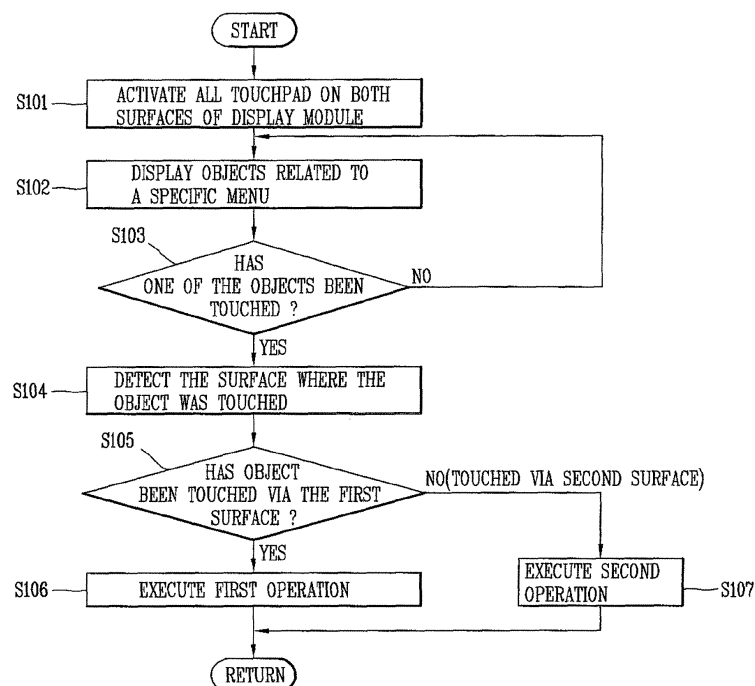 START
S101
ACTIVATE ALL TOUCHPAD ON BOTH
SURFACES OF DISPLAY MODULE
S102
DISPLAY OBJECTS RELATED TO
A SPECIFIC MENU
S103
HAS
ONE OF THE OBJECTS BEEN
TOUCHED ?
NO
YES
S104
DETECT THE SURFACE WHERE THE
OBJECT WAS TOUCHED
S105
HAS OBJECT
BEEN TOUCHED VIA THE FIRST
SURFACE ?
NO(TOUCHED VIA SECOND SURFACE)
YES
S106
EXECUTE FIRST OPERATION
EXECUTE SECOND
OPERATION
S107
RETURN